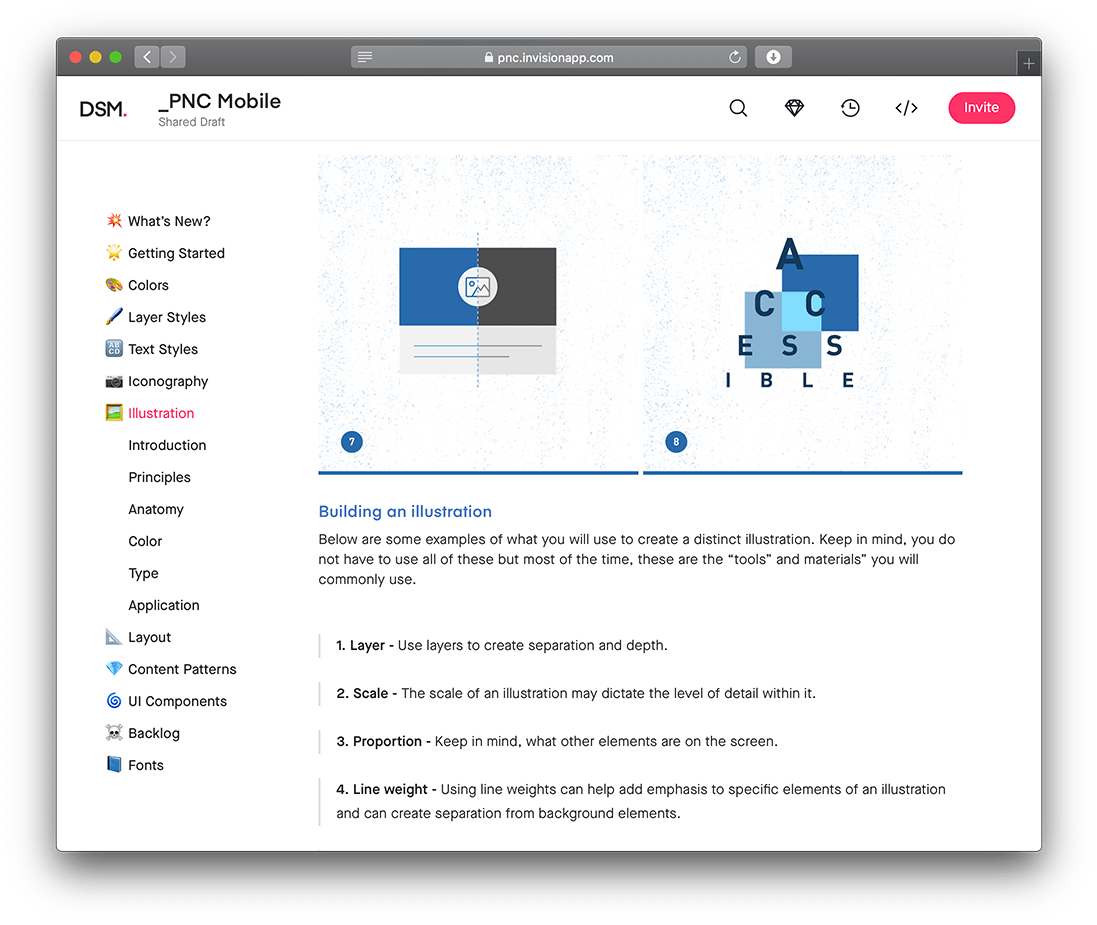 pnc.invisionapp.com
DSM.
_PNC Mobile
Shared Draft
Invite
What's New?
Getting Started
Colors
Layer Styles
Text Styles
Iconography
Illustration
Introduction
Principles
Anatomy
Color
Type
Application
Layout
Content Patterns
UI Components
Backlog
Fonts
A
C C
E S S
I B L E
7
8
Building an illustration
Below are some examples of what you will use to create a distinct illustration. Keep in mind, you do
not have to use all of these but most of the time, these are the “tools” and materials” you will
commonly use.
1. Layer - Use layers to create separation and depth.
2. Scale - The scale of an illustration may dictate the level of detail within it.
3. Proportion - Keep in mind, what other elements are on the screen.
4. Line weight - Using line weights can help add emphasis to specific elements of an illustration
and can create separation from background elements.